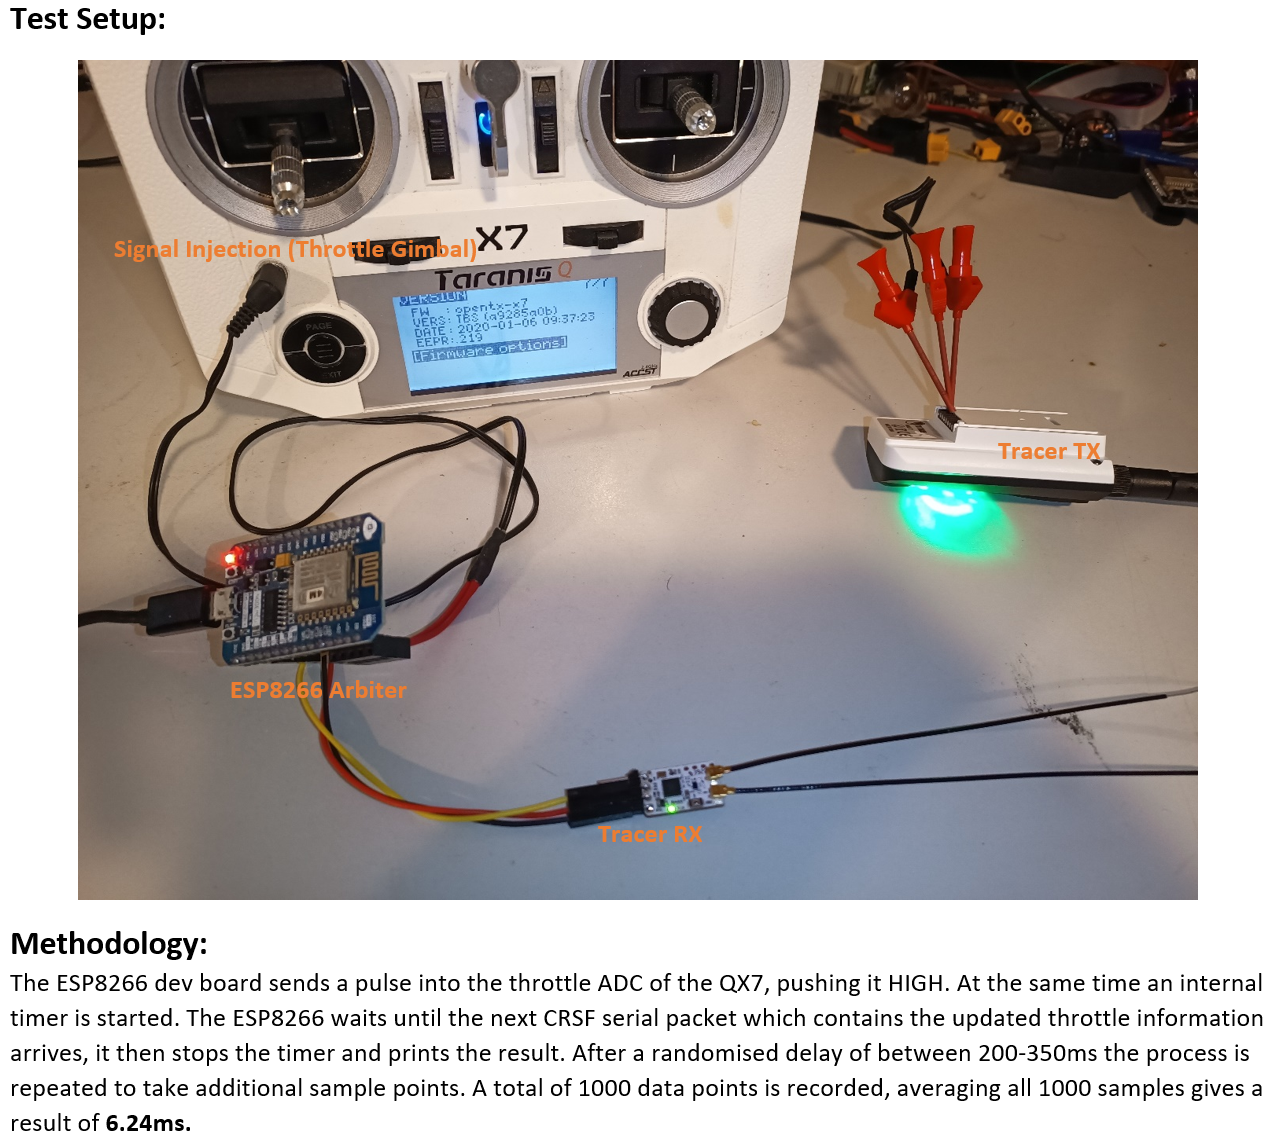 Test Setup:
Signal Injection (Throttle Gimbal)
X7
Taranis Q
VERSION
7/7
FW : opentx-x7
VERS: TBS (a9285a0b)
DATE : 2020-01-06 09:37:23
EEPR: 219
[Firmware options]
PAGE
EXIT
ACCST
Tracer TX
ESP8266 Arbiter
Tracer RX
Methodology:
The ESP8266 dev board sends a pulse into the throttle ADC of the QX7, pushing it HIGH. At the same time an internal
timer is started. The ESP8266 waits until the next CRSF serial packet which contains the updated throttle information
arrives, it then stops the timer and prints the result. After a randomised delay of between 200-350ms the process is
repeated to take additional sample points. A total of 1000 data points is recorded, averaging all 1000 samples gives a
result of 6.24ms.